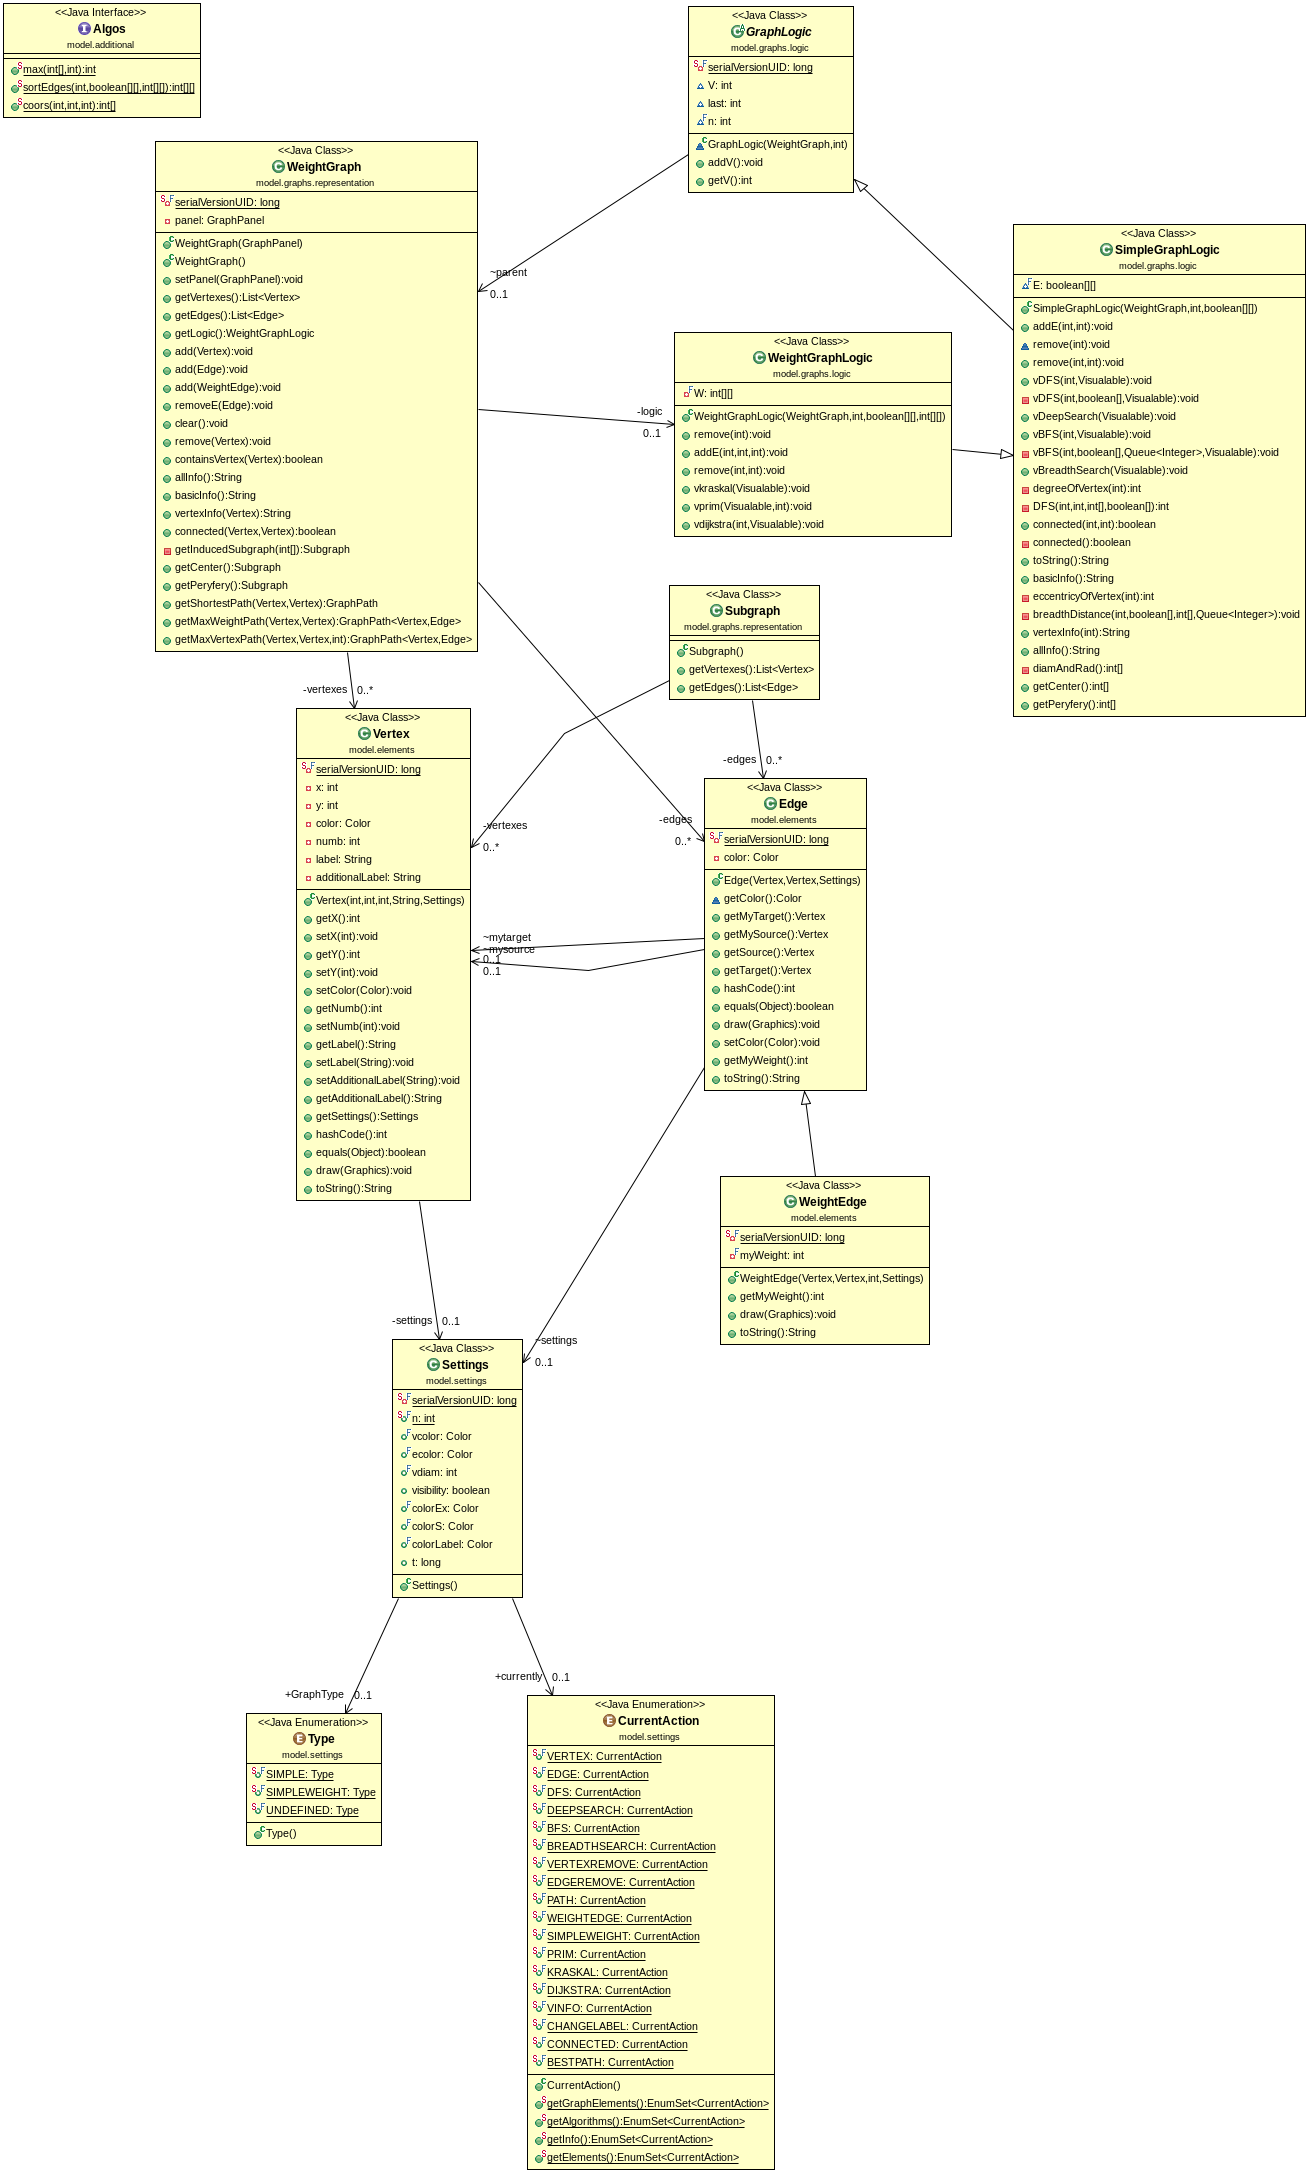 <<Java Interface>>
Algos
model.additional
max(int[],int):int
sortEdges(int,boolean[][],int[][]):int[][]
coors(int,int,int):int[]
<<Java Class>>
GraphLogic
model.graphs.logic
serialVersionUID: long
V: int
last: int
n: int
GraphLogic(WeightGraph,int)
addV():void
getV():int
<<Java Class>>
WeightGraph
model.graphs.representation
serialVersionUID: long
panel: GraphPanel
WeightGraph(GraphPanel)
WeightGraph()
setPanel(GraphPanel):void
getVertexes():List<Vertex>
getEdges():List<Edge>
getLogic():WeightGraphLogic
add(Vertex):void
add(Edge):void
add(WeightEdge):void
removeE(Edge):void
clear():void
remove(Vertex):void
containsVertex(Vertex):boolean
allInfo():String
basicInfo():String
vertexInfo(Vertex):String
connected(Vertex,Vertex):boolean
getInducedSubgraph(int[]):Subgraph
getCenter():Subgraph
getPeryfery():Subgraph
getShortestPath(Vertex,Vertex):GraphPath
getMaxWeightPath(Vertex,Vertex):GraphPath<Vertex,Edge>
getMaxVertexPath(Vertex,Vertex,int):GraphPath<Vertex,Edge>
~parent
0..1
<<Java Class>>
SimpleGraphLogic
model.graphs.logic
E: boolean[][]
SimpleGraphLogic(WeightGraph,int,boolean[][])
addE(int,int):void
remove(int):void
remove(int,int):void
vDFS(int,Visualable):void
vDFS(int,boolean[],Visualable):void
vDeepSearch(Visualable):void
vBFS(int,Visualable):void
vBFS(int,boolean[],Queue<Integer>,Visualable):void
vBreadthSearch(Visualable):void
degreeOfVertex(int):int
DFS(int,int,int[],boolean[]):int
connected(int,int):boolean
connected():boolean
toString():String
basicInfo():String
eccentricyOfVertex(int):int
breadthDistance(int,boolean[],int[],Queue<Integer>):void
vertexInfo(int):String
allInfo():String
diamAndRad():int[]
getCenter():int[]
getPeryfery():int[]
<<Java Class>>
WeightGraphLogic
model.graphs.logic
W: int[][]
WeightGraphLogic(WeightGraph,int,boolean[][],int[][])
remove(int):void
addE(int,int,int):void
remove(int,int):void
vkraskal(Visualable):void
vprim(Visualable,int):void
vdijkstra(int,Visualable):void
-logic
0..1
<<Java Class>>
Subgraph
model.graphs.representation
Subgraph()
getVertexes():List<Vertex>
getEdges():List<Edge>
-vertexes
0..*
<<Java Class>>
Vertex
model.elements
serialVersionUID: long
x: int
y: int
color: Color
numb: int
label: String
additionalLabel: String
Vertex(int,int,int,String,Settings)
getX():int
setX(int):void
getY():int
setY(int):void
setColor(Color):void
getNumb():int
setNumb(int):void
getLabel():String
setLabel(String):void
setAdditionalLabel(String):void
getAdditionalLabel():String
getSettings():Settings
hashCode():int
equals(Object):boolean
draw(Graphics):void
toString():String
-edges
0..*
-vertexes
0..*
-edges
0..*
<<Java Class>>
Edge
model.elements
serialVersionUID: long
color: Color
Edge(Vertex,Vertex,Settings)
getColor():Color
getMyTarget():Vertex
getMySource():Vertex
getSource():Vertex
getTarget():Vertex
hashCode():int
equals(Object):boolean
draw(Graphics):void
setColor(Color):void
getMyWeight():int
toString():String
~mytarget
~mysource
0..1
0..1
<<Java Class>>
WeightEdge
model.elements
serialVersionUID: long
myWeight: int
WeightEdge(Vertex,Vertex,int,Settings)
getMyWeight():int
draw(Graphics):void
toString():String
-settings
0..1
~settings
0..1
<<Java Class>>
Settings
model.settings
serialVersionUID: long
n: int
vcolor: Color
ecolor: Color
vdiam: int
visibility: boolean
colorEx: Color
colorS: Color
colorLabel: Color
t: long
Settings()
+GraphType
0..1
+currently
0..1
<<Java Enumeration>>
Type
model.settings
SIMPLE: Type
SIMPLEWEIGHT: Type
UNDEFINED: Type
Type()
<<Java Enumeration>>
CurrentAction
model.settings
VERTEX: CurrentAction
EDGE: CurrentAction
DFS: CurrentAction
DEEPSEARCH: CurrentAction
BFS: CurrentAction
BREADTHSEARCH: CurrentAction
VERTEXREMOVE: CurrentAction
EDGEREMOVE: CurrentAction
PATH: CurrentAction
WEIGHTEDGE: CurrentAction
SIMPLEWEIGHT: CurrentAction
PRIM: CurrentAction
KRASKAL: CurrentAction
DIJKSTRA: CurrentAction
VINFO: CurrentAction
CHANGELABEL: CurrentAction
CONNECTED: CurrentAction
BESTPATH: CurrentAction
CurrentAction()
getGraphElements():EnumSet<CurrentAction>
getAlgorithms():EnumSet<CurrentAction>
getInfo():EnumSet<CurrentAction>
getElements():EnumSet<CurrentAction>